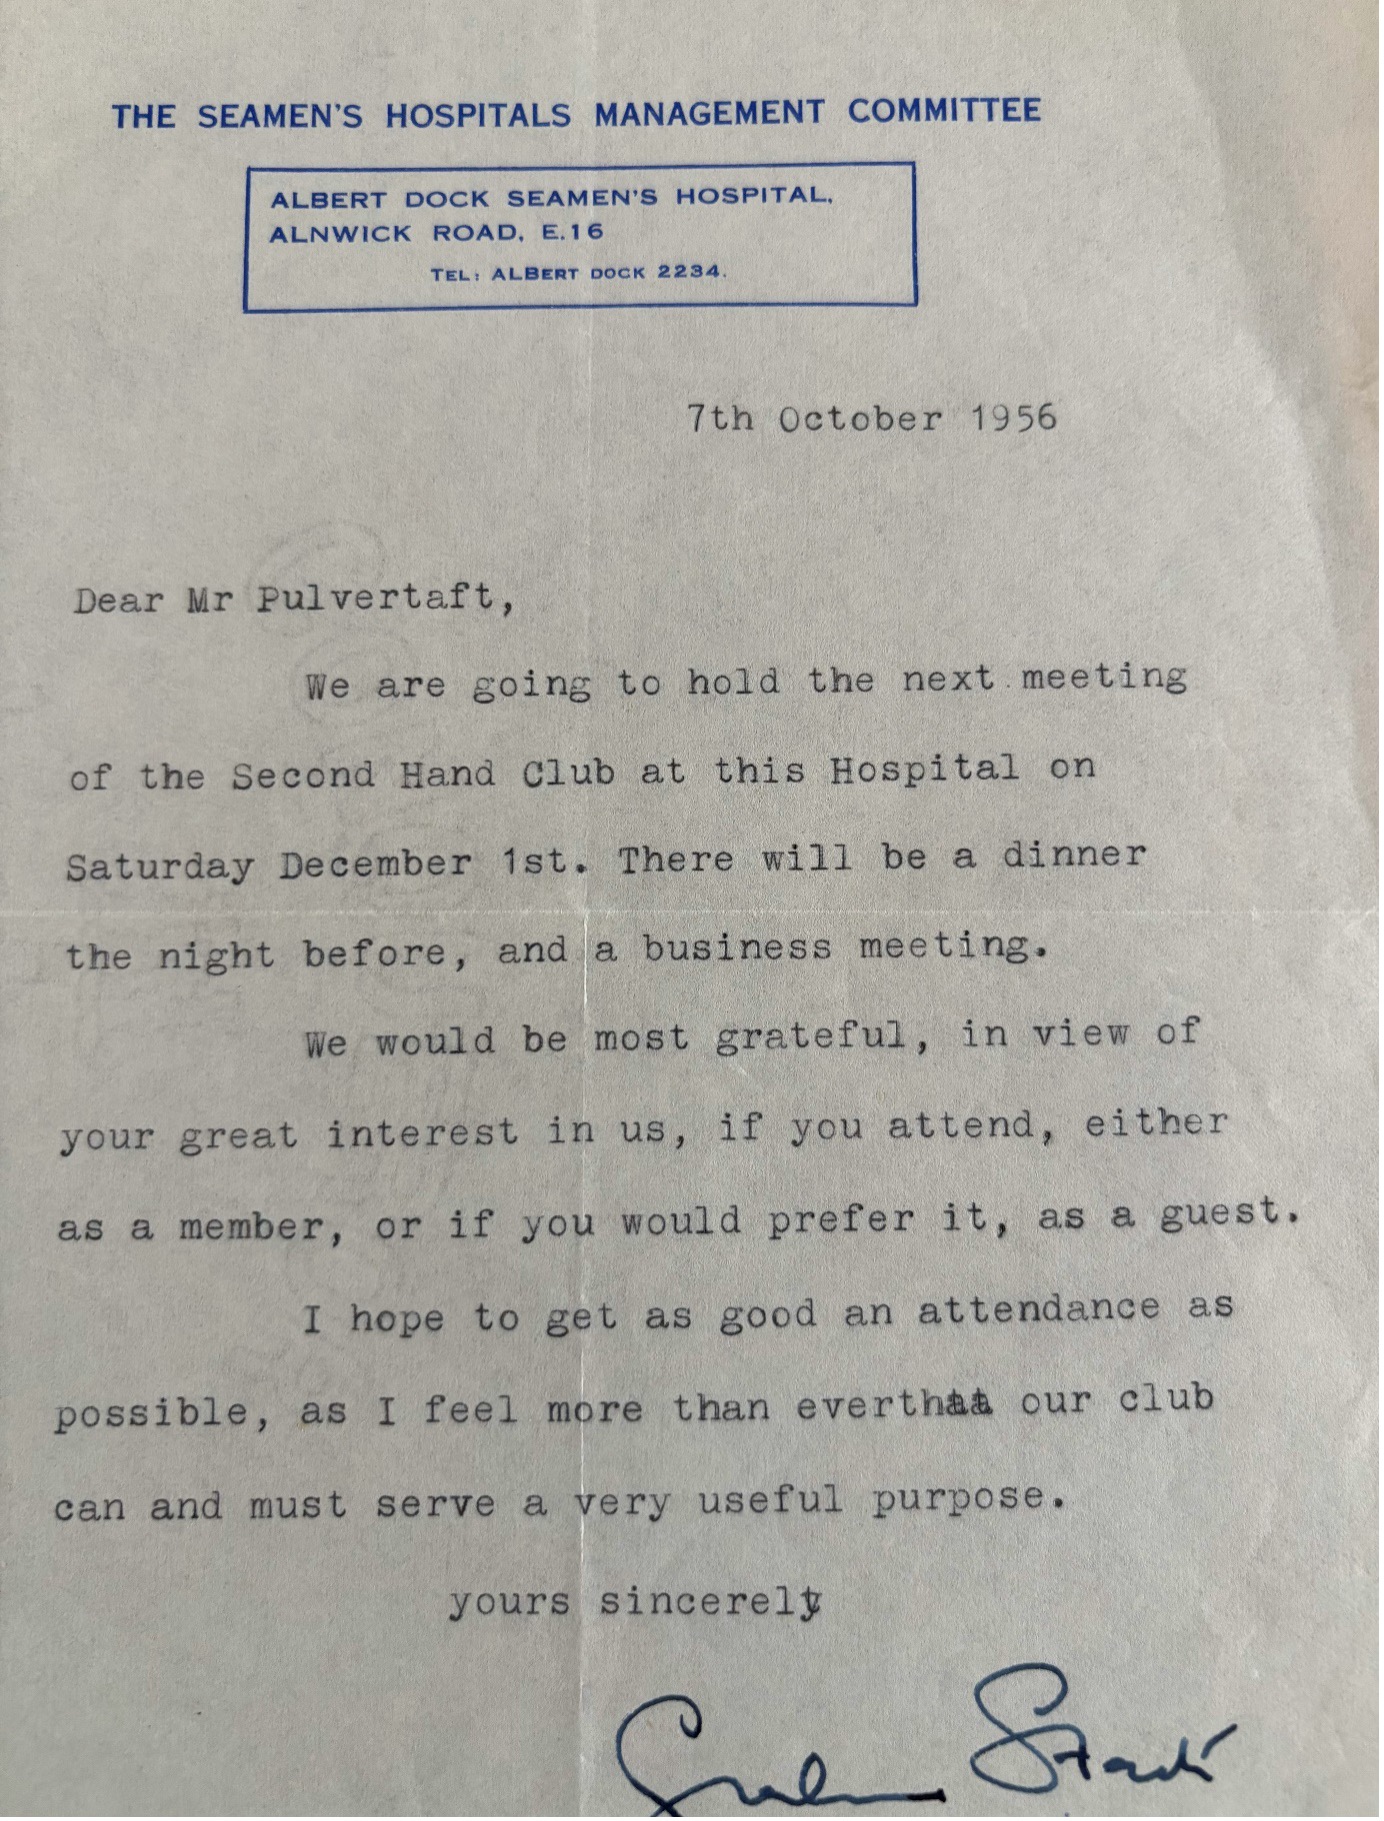 THE SEAMEN'S HOSPITALS MANAGEMENT COMMITTEE
ALBERT DOCK SEAMEN'S HOSPITAL,
ALNWICK ROAD, E.16
TEL: ALBERT DOCK 2234.
7th October 1956
Dear Mr Pulvertaft,
We are going to hold the next meeting
of the Second Hand Club at this Hospital on
Saturday December 1st. There will be a dinner
the night before, and a business meeting.
We would be most grateful, in view of
your great interest in us, if you attend, either
as a member, or if you would prefer it, as a guest.
I hope to get as good an attendance as
possible, as I feel more than everthat our club
can and must serve a very useful purpose.
yours sincerely
Graham Stack